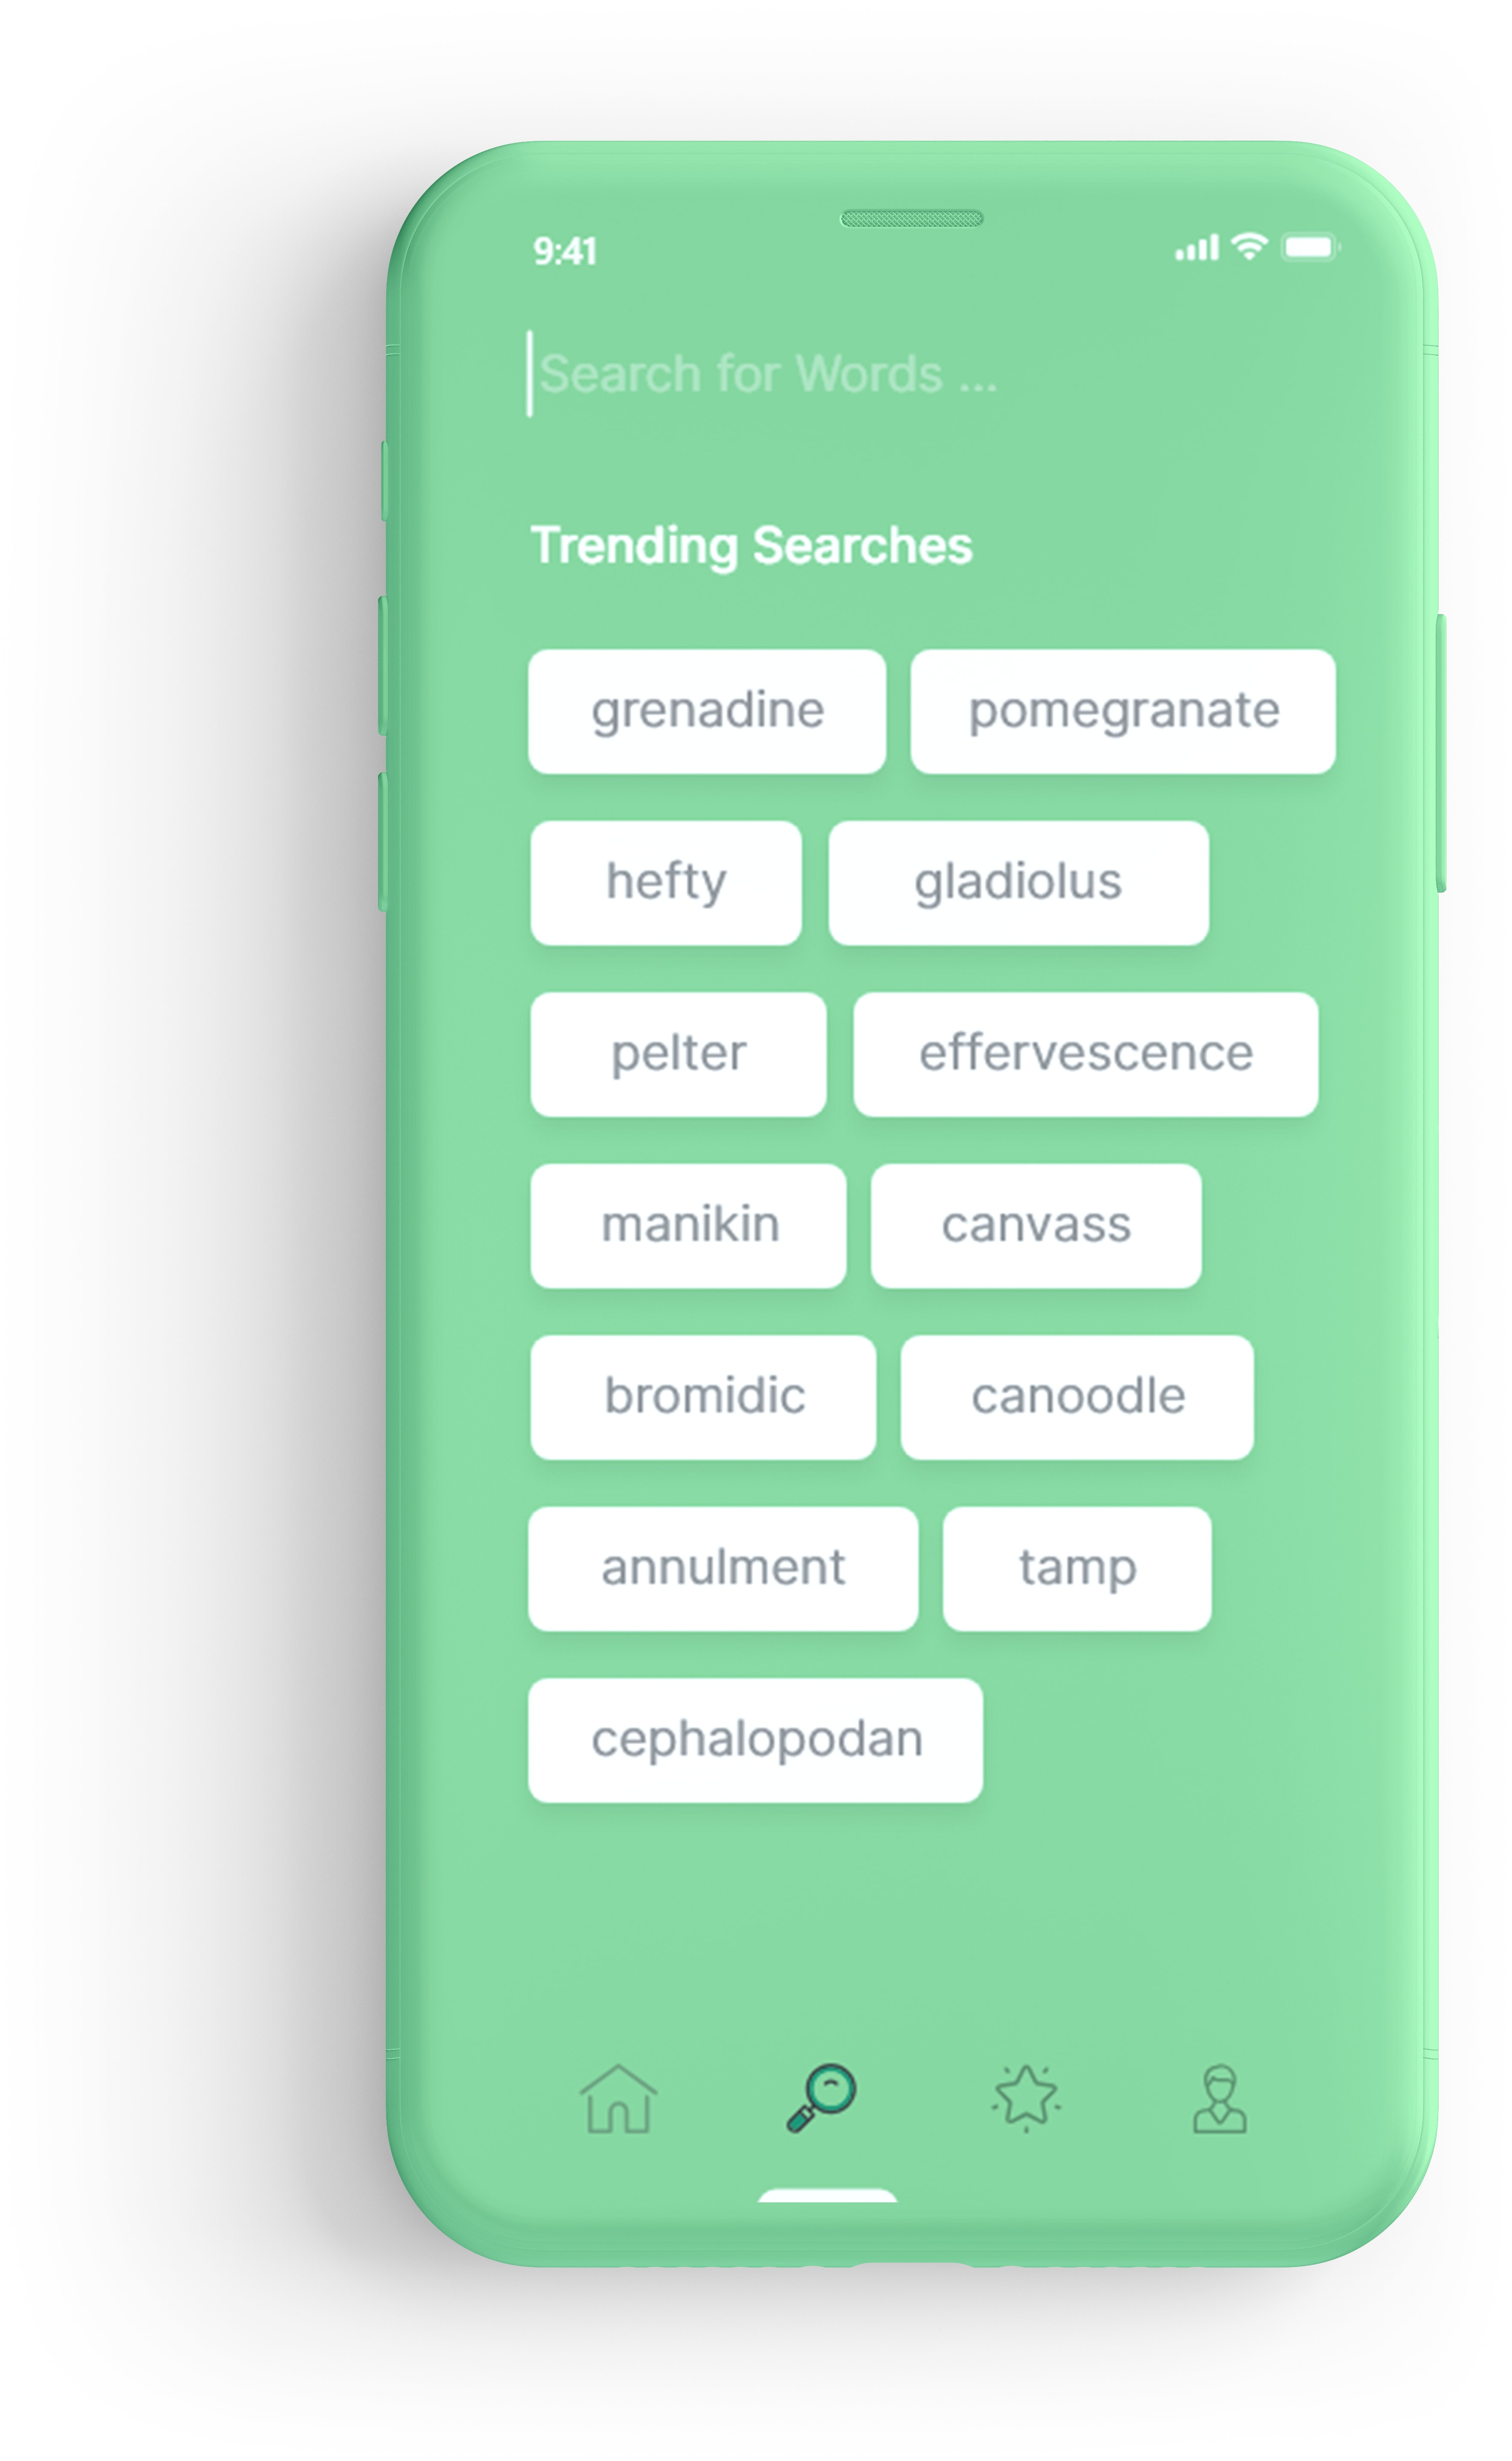 9:41
Search for Words ...
Trending Searches
grenadine pomegranate
hefty gladiolus
pelter effervescence
manikin canvass
bromidic canoodle
annulment tamp
cephalopodan